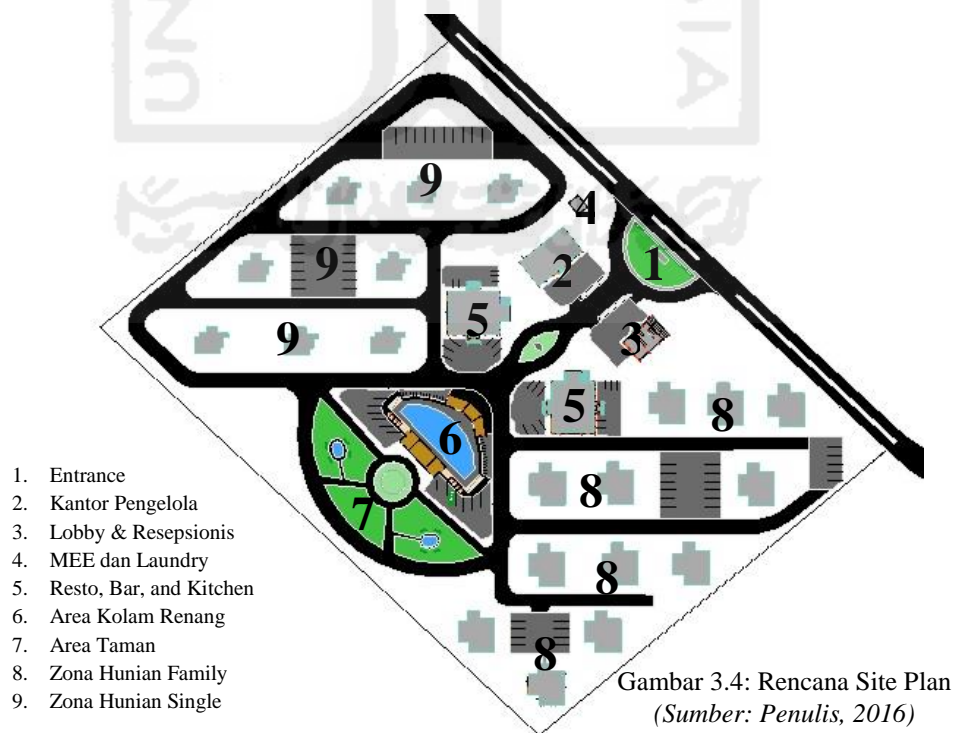 9
4
9
2
1
5
3
9
5
8
6
8
7
8
8
1. Entrance
2. Kantor Pengelola
3. Lobby & Resepsionis
4. MEE dan Laundry
5. Resto, Bar, and Kitchen
6. Area Kolam Renang
7. Area Taman
8. Zona Hunian Family
9. Zona Hunian Single
Gambar 3.4: Rencana Site Plan
(Sumber: Penulis, 2016)